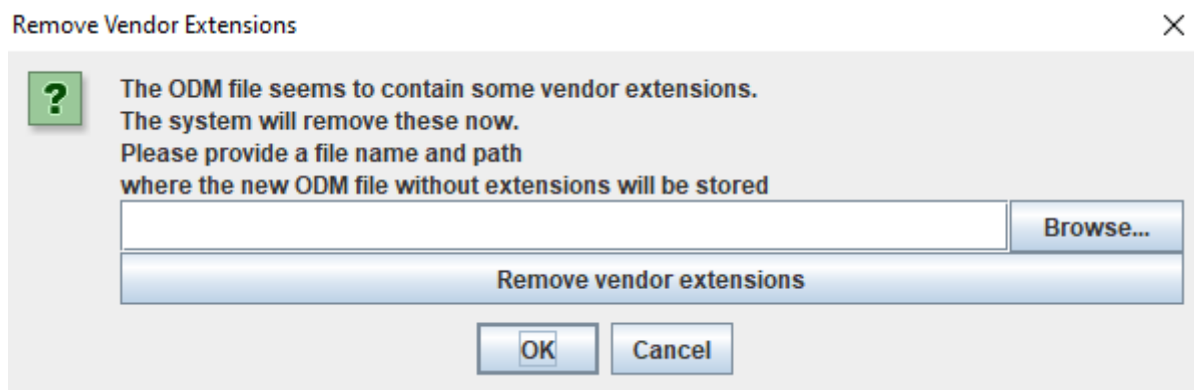 Remove Vendor Extensions
?
The ODM file seems to contain some vendor extensions.
The system will remove these now.
Please provide a file name and path
where the new ODM file without extensions will be stored
Browse...
Remove vendor extensions
OK Cancel